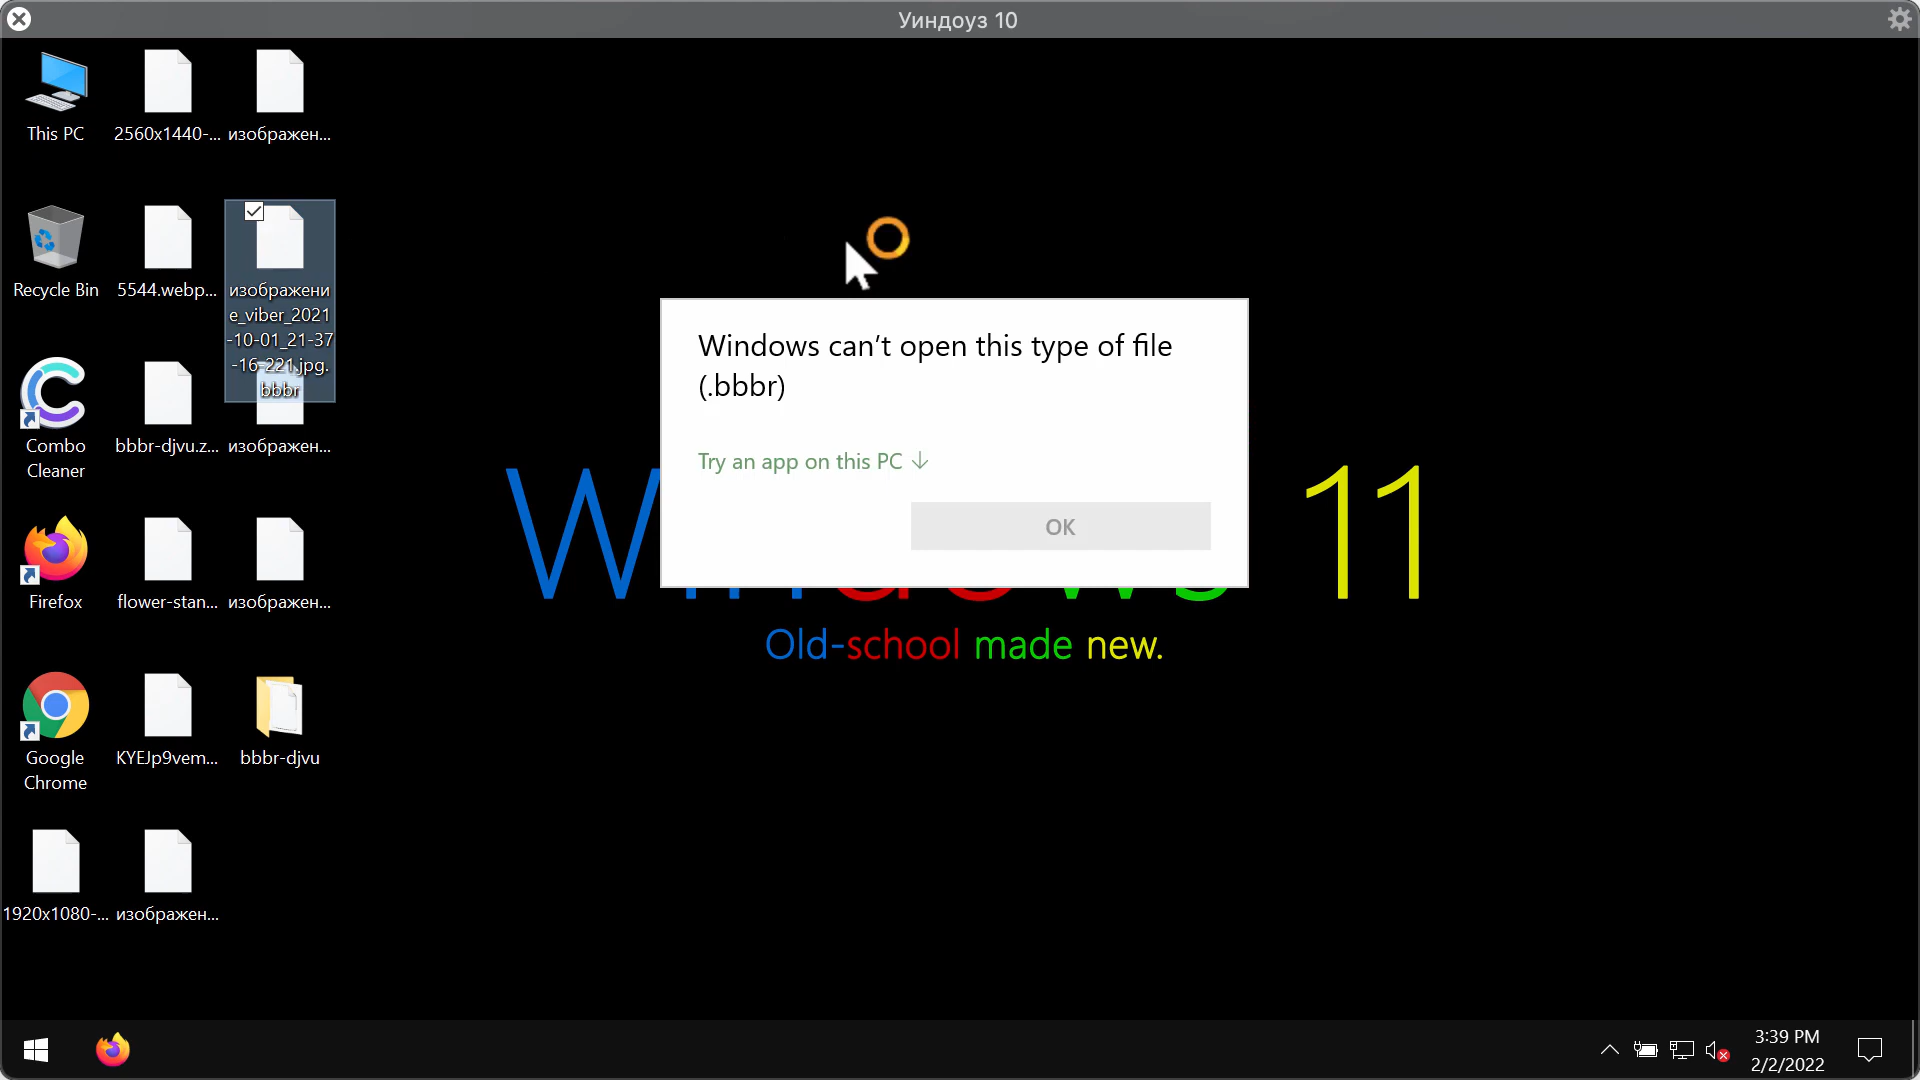 Уиндоуз 10
This PC
2560x1440-...
изображен...
Recycle Bin
5544.webp...
изображени
e_viber_2021
-10-01_21-37
-16-221.jpg.
bbbr
Combo
Cleaner
bbbr-djvu.z...
изображен...
Firefox
flower-stan...
изображен...
Google
Chrome
KYEJp9vem...
bbbr-djvu
1920x1080-...
изображен...
Windows can’t open this type of file
(.bbbr)
Try an app on this PC ↓
OK
11
Old-school made new.
3:39 PM
2/2/2022